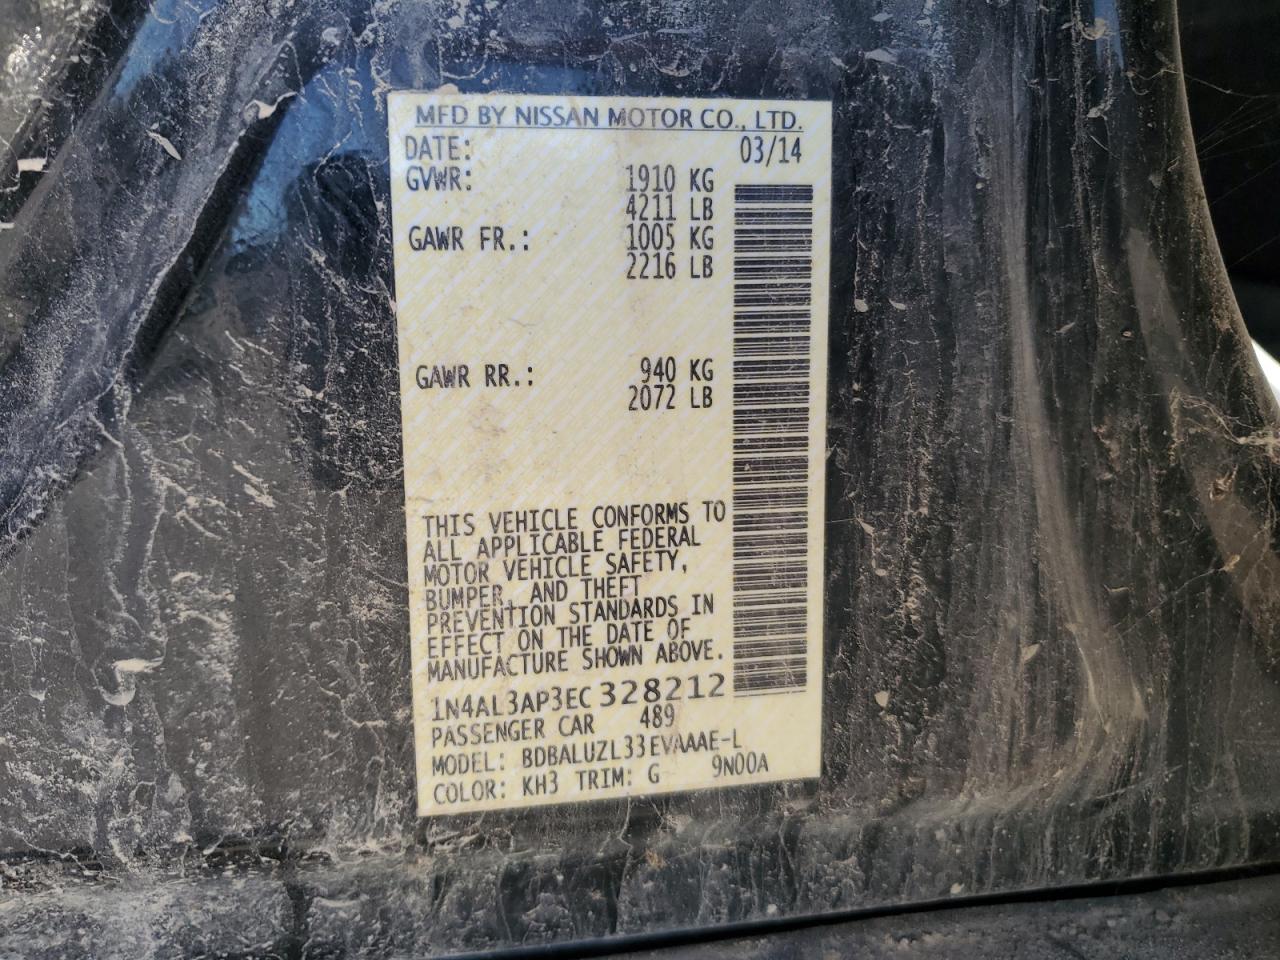 MFD BY NISSAN MOTOR CO., LTD.
DATE: 03/14
GVWR: 1910 KG
4211 LB
GAWR FR.: 1005 KG
2216 LB
GAWR RR.: 940 KG
2072 LB
THIS VEHICLE CONFORMS TO
ALL APPLICABLE FEDERAL
MOTOR VEHICLE SAFETY,
BUMPER, AND THEFT
PREVENTION STANDARDS IN
EFFECT ON THE DATE OF
MANUFACTURE SHOWN ABOVE.
1N4AL3AP3EC328212
PASSENGER CAR 489
MODEL: BDBALUZL33EVAAAE-L
COLOR: KH3 TRIM: G 9N00A